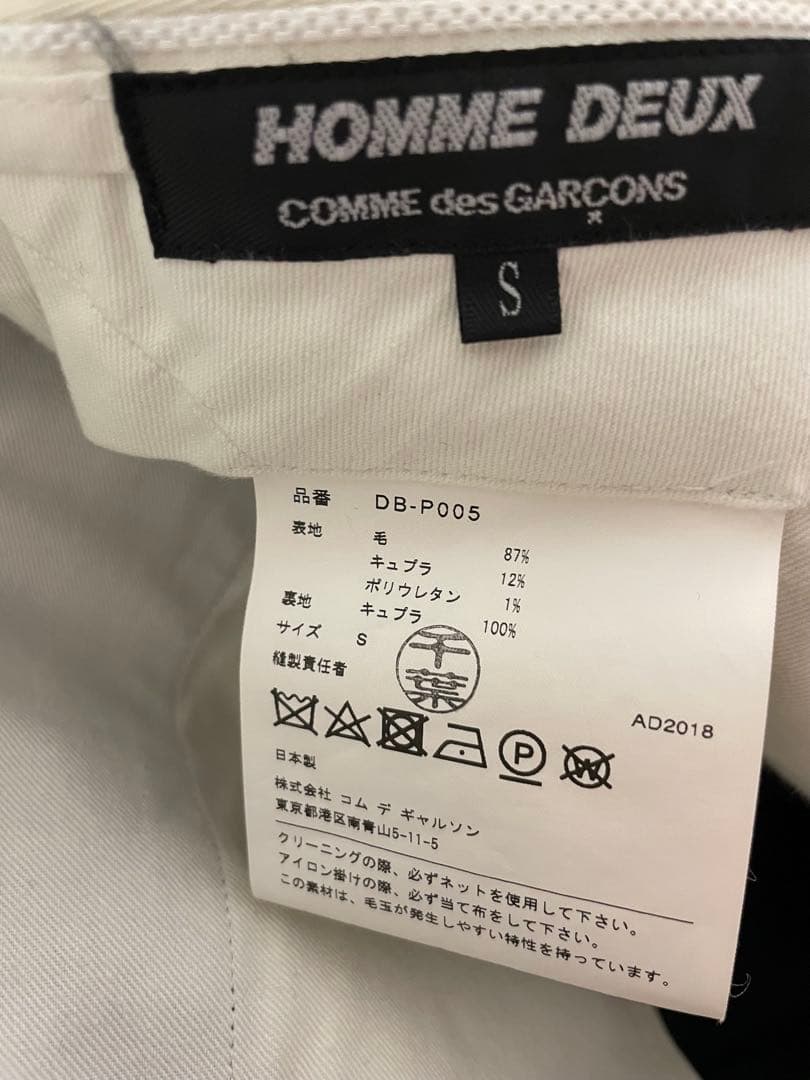 HOMME DEUX
COMME des GARÇONS
S
品番 DB-P005
表地 毛 87%
キュプラ 12%
ポリウレタン 1%
裏地 キュプラ 100%
サイズ S
縫製責任者 千葉
AD2018
P W
日本製
株式会社 コム デ ギャルソン
東京都港区南青山5-11-5
クリーニングの際、必ずネットを使用して下さい。
アイロン掛けの際、必ず当て布をして下さい。
この素材は、毛玉が発生しやすい特性を持っています。